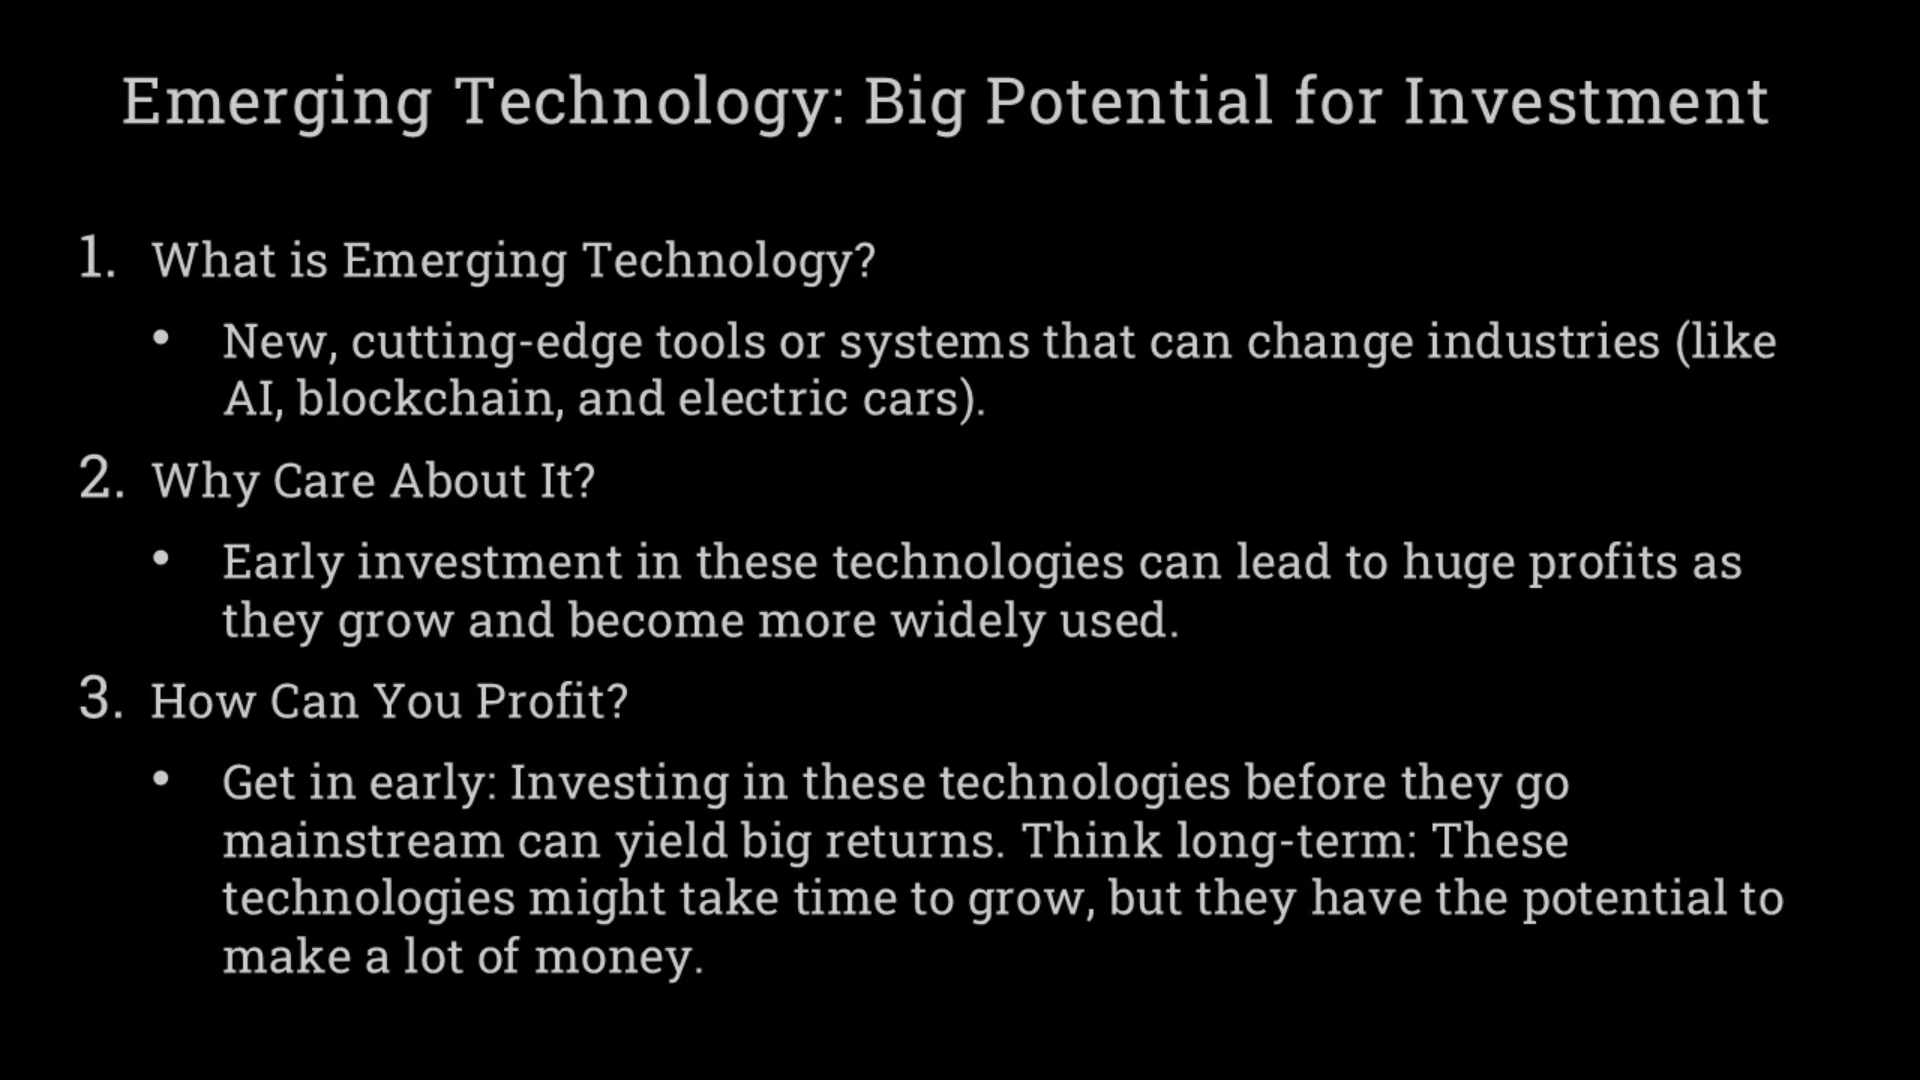 Emerging Technology: Big Potential for Investment
1. What is Emerging Technology?
• New, cutting-edge tools or systems that can change industries (like
AI, blockchain, and electric cars).
2. Why Care About It?
• Early investment in these technologies can lead to huge profits as
they grow and become more widely used.
3. How Can You Profit?
• Get in early: Investing in these technologies before they go
mainstream can yield big returns. Think long-term: These
technologies might take time to grow, but they have the potential to
make a lot of money.